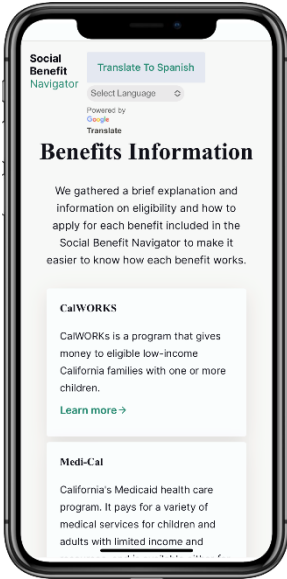 Social
Benefit
Navigator
Translate To Spanish
Select Language
Powered by
Google
Translate
Benefits Information
We gathered a brief explanation and
information on eligibility and how to
apply for each benefit included in the
Social Benefit Navigator to make it
easier to know how each benefit works.
CalWORKS
CalWORKs is a program that gives
money to eligible low-income
California families with one or more
children.
Learn more →
Medi-Cal
California's Medicaid health care
program. It pays for a variety of
medical services for children and
adults with limited income and